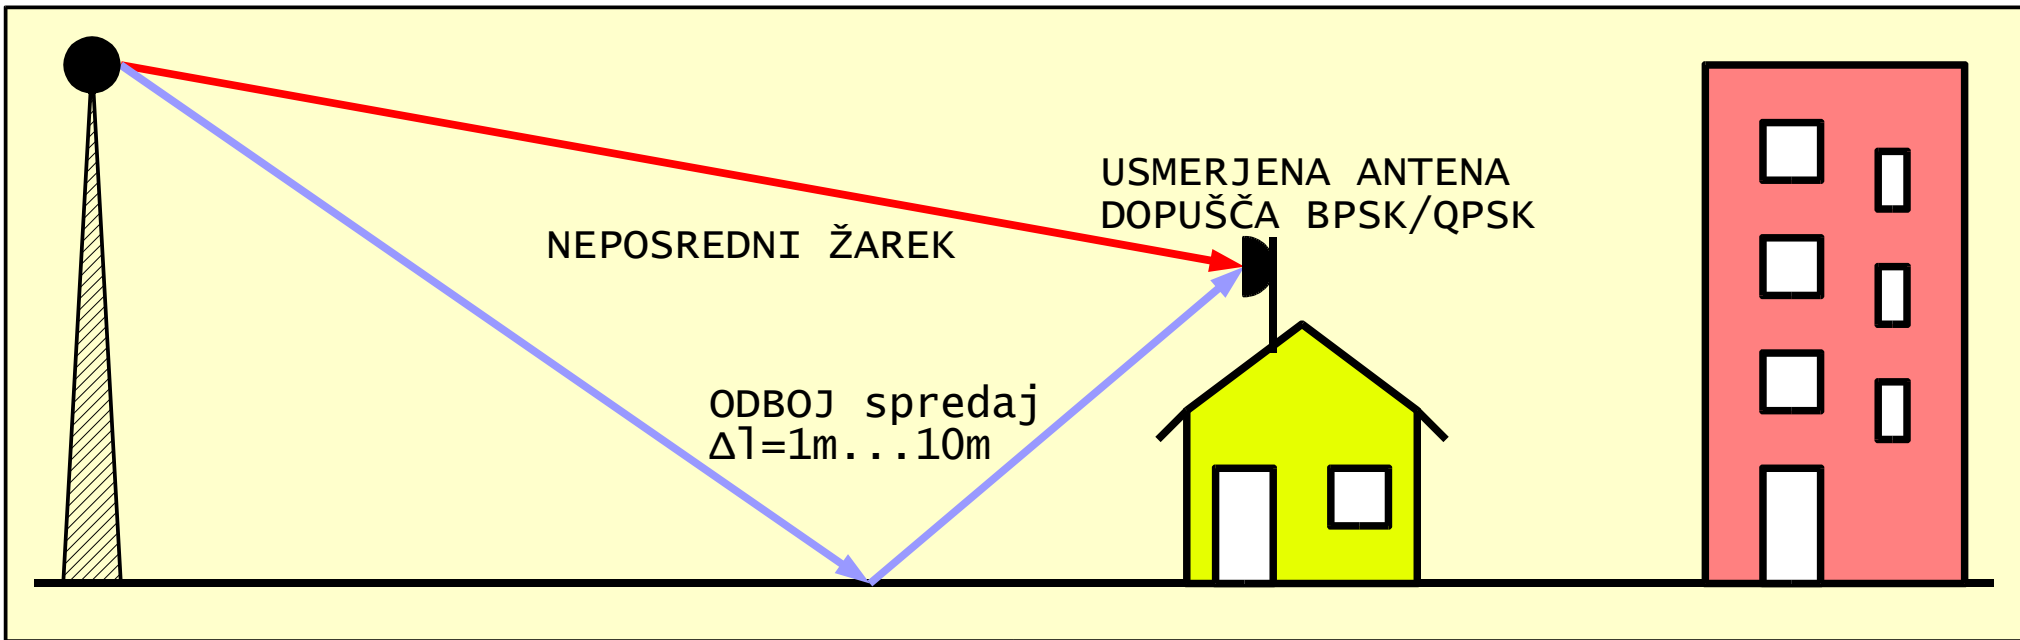 USMERJENA ANTENA
DOPUŠČA BPSK/QPSK
NEPOSREDNI ŽAREK
ODBOJ spredaj
Δl=1m...10m